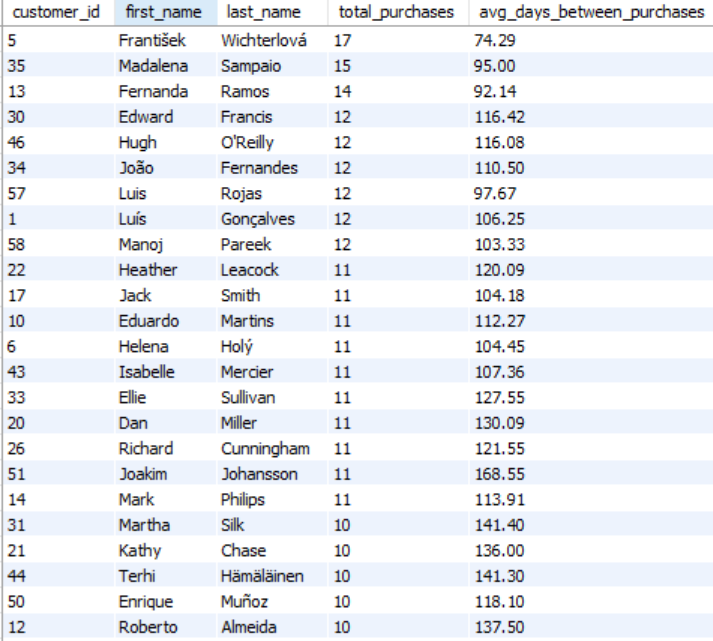 customer_id first_name last_name total_purchases avg_days_between_purchases
5 František Wichterlová 17 74.29
35 Madalena Sampaio 15 95.00
13 Fernanda Ramos 14 92.14
30 Edward Francis 12 116.42
46 Hugh O'Reilly 12 116.08
34 João Fernandes 12 110.50
57 Luis Rojas 12 97.67
1 Luís Gonçalves 12 106.25
58 Manoj Pareek 12 103.33
22 Heather Leacock 11 120.09
17 Jack Smith 11 104.18
10 Eduardo Martins 11 112.27
6 Helena Holý 11 104.45
43 Isabelle Mercier 11 107.36
33 Ellie Sullivan 11 127.55
20 Dan Miller 11 130.09
26 Richard Cunningham 11 121.55
51 Joakim Johansson 11 168.55
14 Mark Philips 11 113.91
31 Martha Silk 10 141.40
21 Kathy Chase 10 136.00
44 Terhi Hämäläinen 10 141.30
50 Enrique Muñoz 10 118.10
12 Roberto Almeida 10 137.50